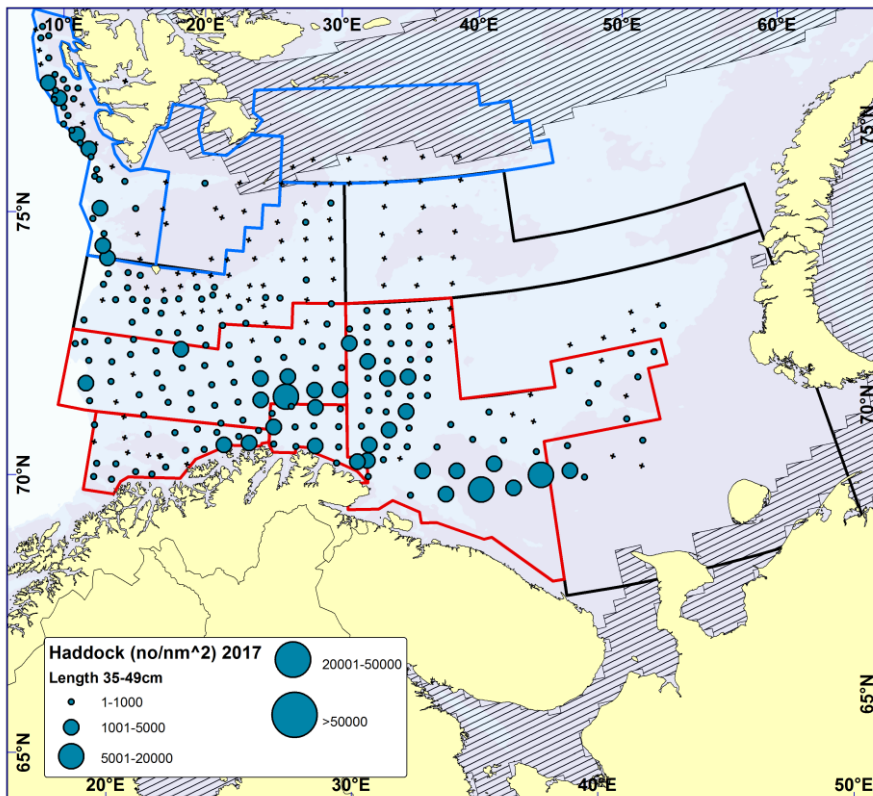 10°E 20°E 30°E 40°E 50°E 60°E
75°N
75°N
70°N
70°N
65°N
65°N
Haddock (no/nm^2) 2017
Length 35-49cm
1-1000
1001-5000
5001-20000
20001-50000
>50000
20°E 30°E 40°E 50°E